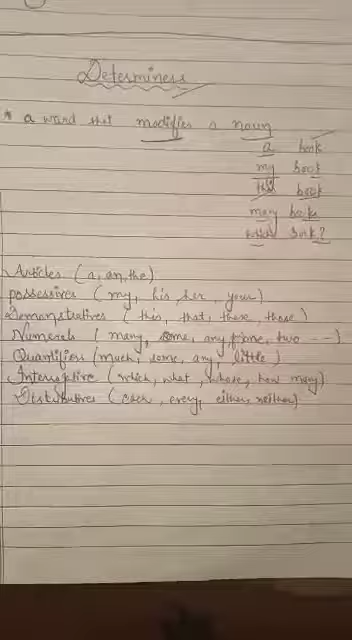 Determiners
* a word that modifies a noun
a book
my book
this book
many books
which book?
Articles (a, an, the)
possessives (my, his, her, your)
Demonstratives (this, that, these, those)
Numerals (many, some, any, one, two ---)
Quantifiers (much, some, any, little)
Interrogative (which, what, whose, how many)
Distributives (each, every, either, neither)